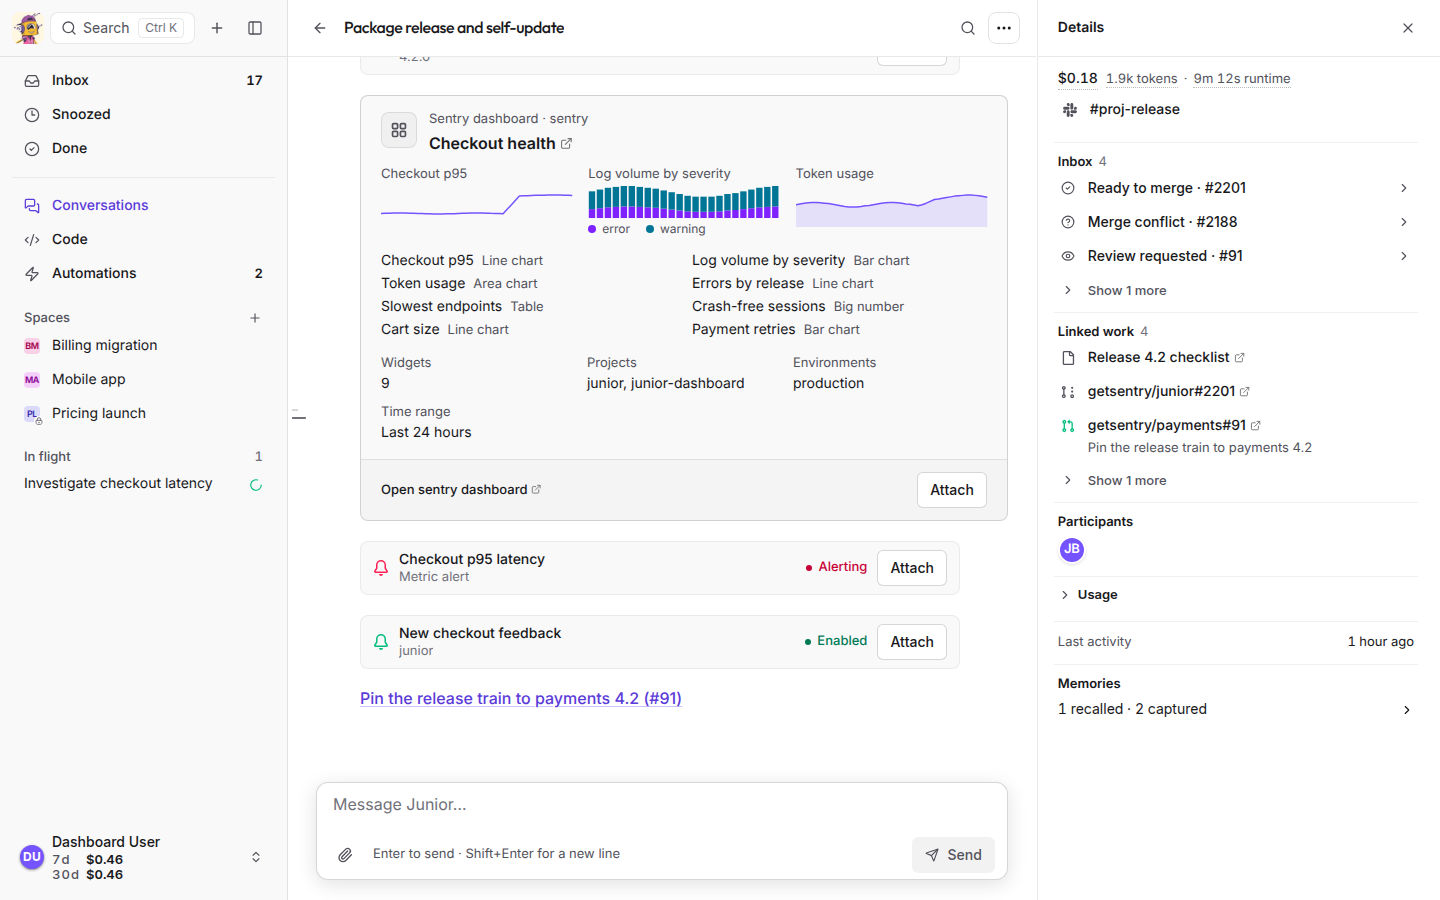 Search Ctrl K
Inbox 17
Snoozed
Done
Conversations
Code
Automations 2
Spaces
BM Billing migration
MA Mobile app
PL Pricing launch
In flight 1
Investigate checkout latency
DU Dashboard User
7d $0.46
30d $0.46
Package release and self-update
4.2.0
Sentry dashboard · sentry
Checkout health
Checkout p95 Log volume by severity Token usage
error warning
Checkout p95 Line chart Log volume by severity Bar chart
Token usage Area chart Errors by release Line chart
Slowest endpoints Table Crash-free sessions Big number
Cart size Line chart Payment retries Bar chart
Widgets Projects Environments
9 junior, junior-dashboard production
Time range
Last 24 hours
Open sentry dashboard Attach
Checkout p95 latency
Metric alert
Alerting Attach
New checkout feedback
junior
Enabled Attach
Pin the release train to payments 4.2 (#91)
Message Junior...
Enter to send · Shift+Enter for a new line Send
Details
$0.18 1.9k tokens · 9m 12s runtime
#proj-release
Inbox 4
Ready to merge · #2201
Merge conflict · #2188
Review requested · #91
Show 1 more
Linked work 4
Release 4.2 checklist
getsentry/junior#2201
getsentry/payments#91
Pin the release train to payments 4.2
Show 1 more
Participants
JB
Usage
Last activity 1 hour ago
Memories
1 recalled · 2 captured